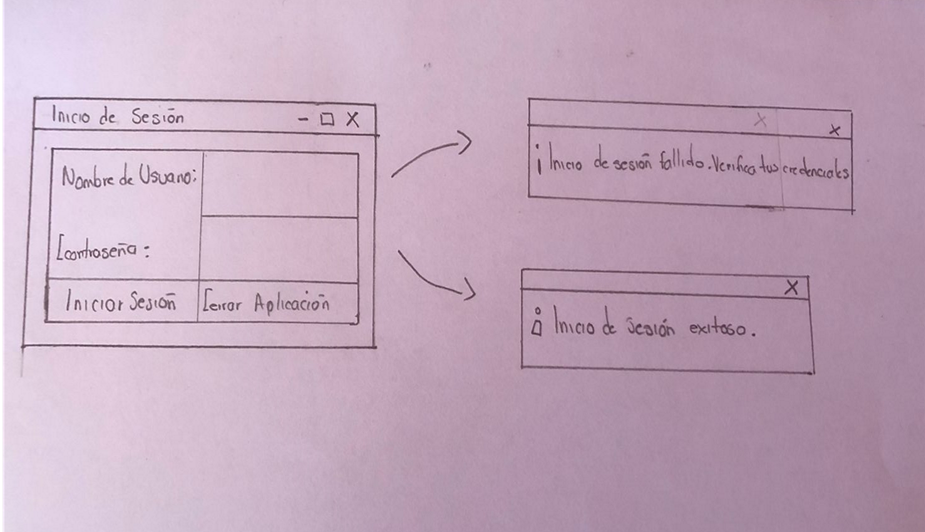 Inicio de Sesión - □ X
Nombre de Usuario:
Contraseña:
Iniciar Sesión Cerrar Aplicación
X X
¡ Inicio de sesión fallido. Verifica tus credenciales
X
i Inicio de Sesión exitoso.